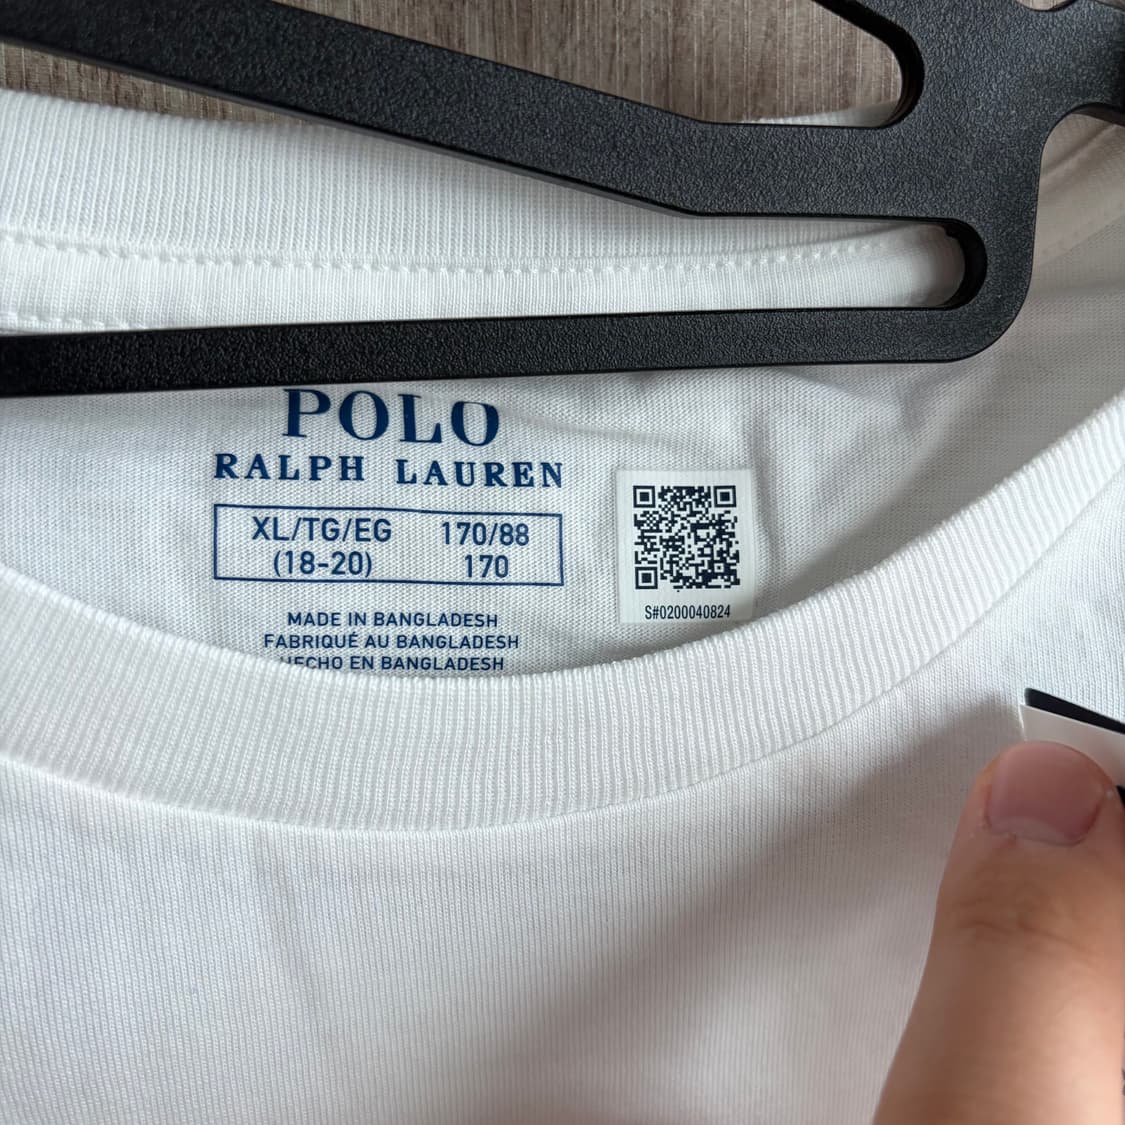 POLO
RALPH LAUREN
XL/TG/EG 170/88
(18-20) 170
MADE IN BANGLADESH
FABRIQUÉ AU BANGLADESH
HECHO EN BANGLADESH
S#0200040824